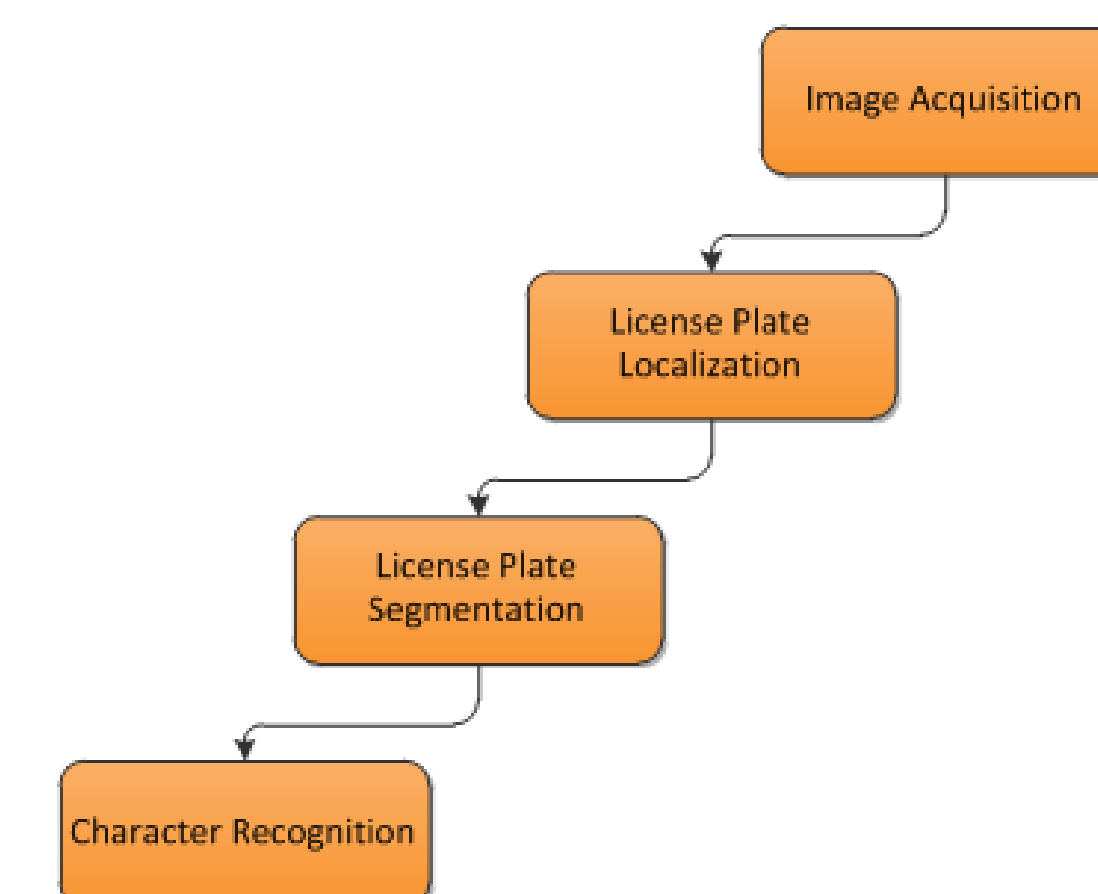 Image Acquisition
License Plate
Localization
License Plate
Segmentation
Character Recognition